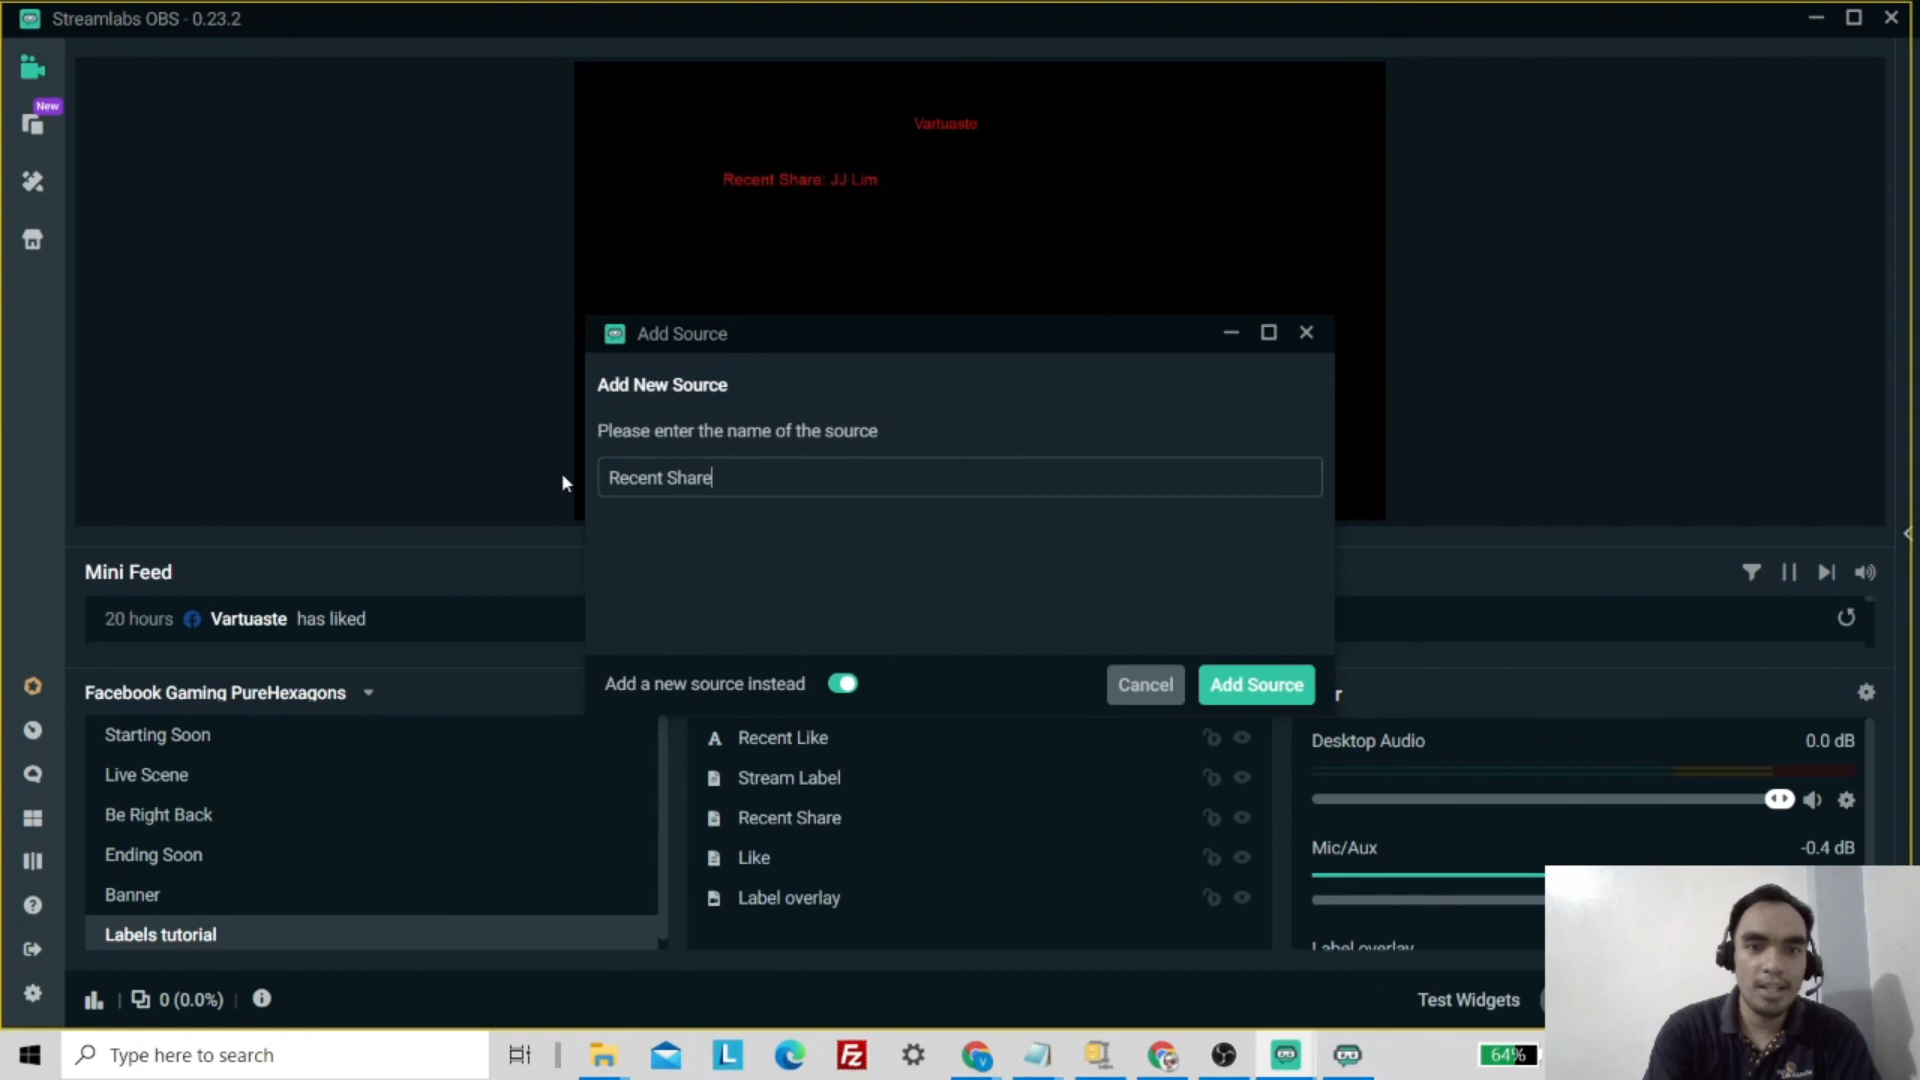 Streamlabs OBS - 0.23.2
New
Vartuaste
Recent Share: JJ Lim
Add Source
Add New Source
Please enter the name of the source
Recent Share
Add a new source instead
Cancel
Add Source
Mini Feed
20 hours Vartuaste has liked
Facebook Gaming PureHexagons
Starting Soon
Live Scene
Be Right Back
Ending Soon
Banner
Labels tutorial
Recent Like
Stream Label
Recent Share
Like
Label overlay
r
Desktop Audio 0.0 dB
Mic/Aux -0.4 dB
Label overlay
0 (0.0%)
Test Widgets
Type here to search
64%